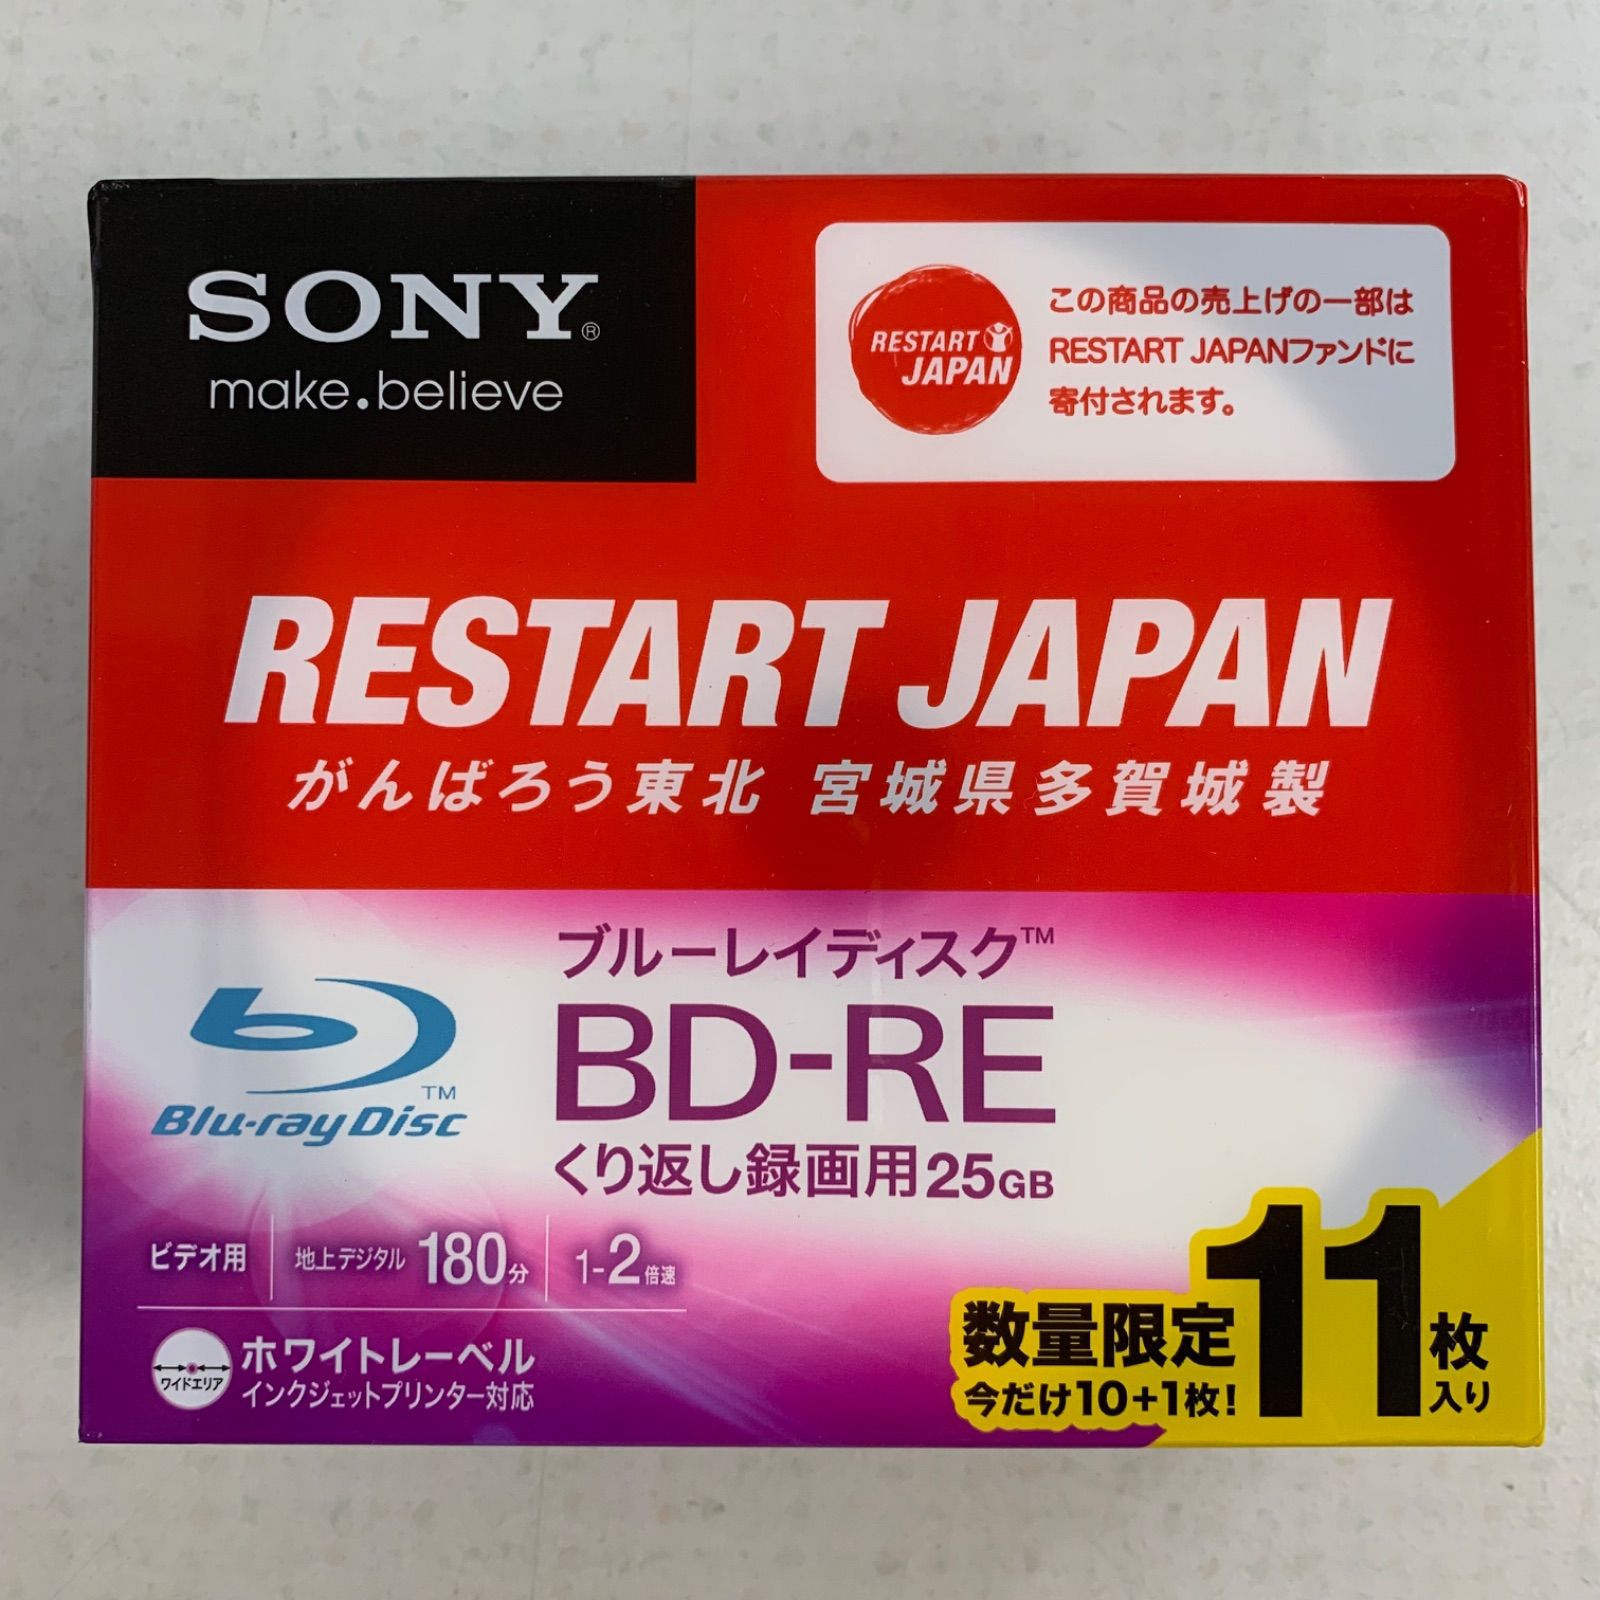 SONY®
make.believe
RESTART
JAPAN
この商品の売上げの一部は
RESTART JAPANファンドに
寄付されます。
RESTART JAPAN
がんばろう東北 宮城県多賀城製
ブルーレイディスク™
BD-RE
くり返し録画用25GB
TM
Blu-ray Disc
ビデオ用 地上デジタル 180分 1-2倍速
ワイドエリア
ホワイトレーベル
インクジェットプリンター対応
数量限定
今だけ10+1枚!
11枚入り